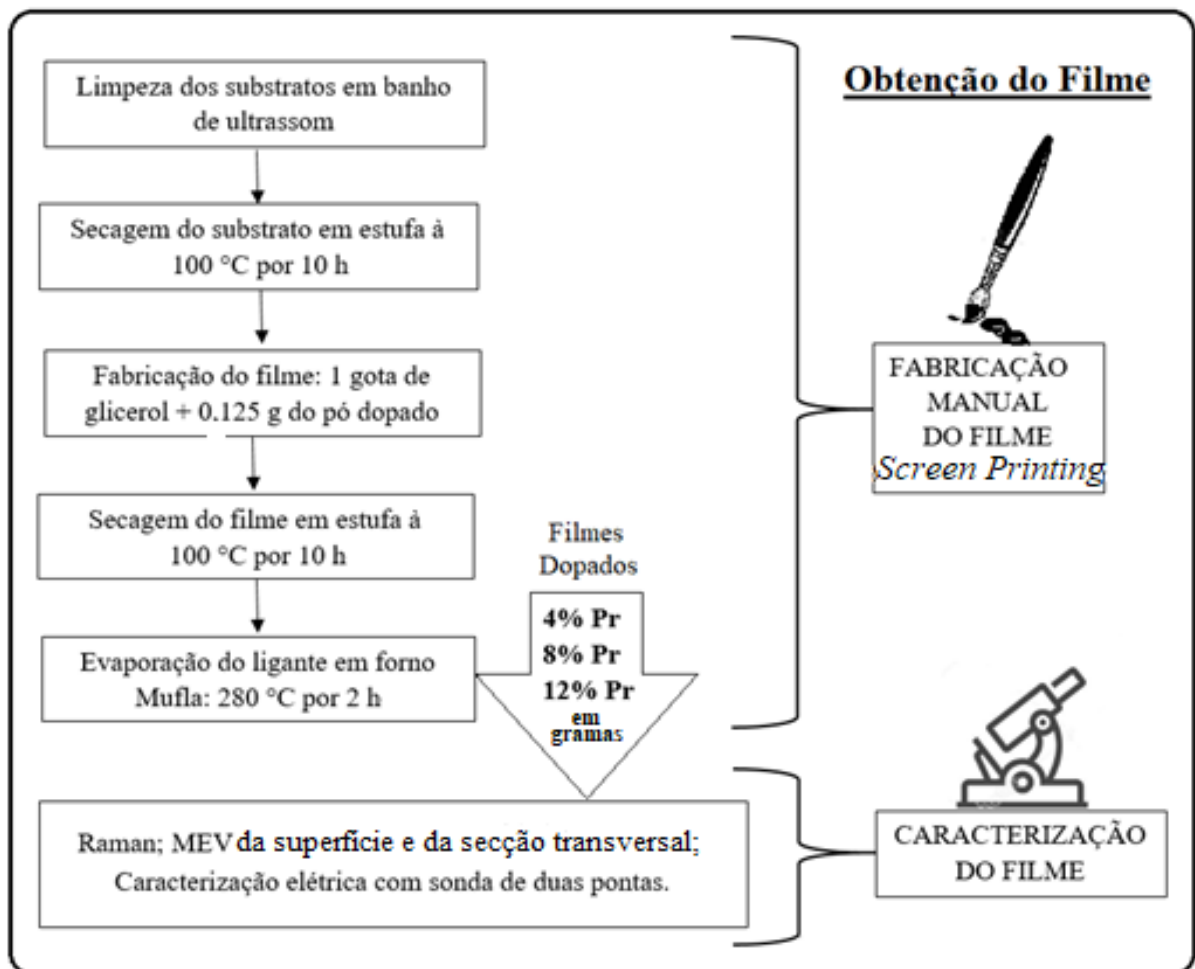 Obtenção do Filme
Limpeza dos substratos em banho
de ultrassom
Secagem do substrato em estufa à
100 °C por 10 h
Fabricação do filme: 1 gota de
glicerol + 0.125 g do pó dopado
Secagem do filme em estufa à
100 °C por 10 h
Evaporação do ligante em forno
Mufla: 280 °C por 2 h
FABRICAÇÃO
MANUAL
DO FILME
Screen Printing
Filmes
Dopados
4% Pr
8% Pr
12% Pr
em
gramas
Raman; MEV da superfície e da secção transversal;
Caracterização elétrica com sonda de duas pontas.
CARACTERIZAÇÃO
DO FILME